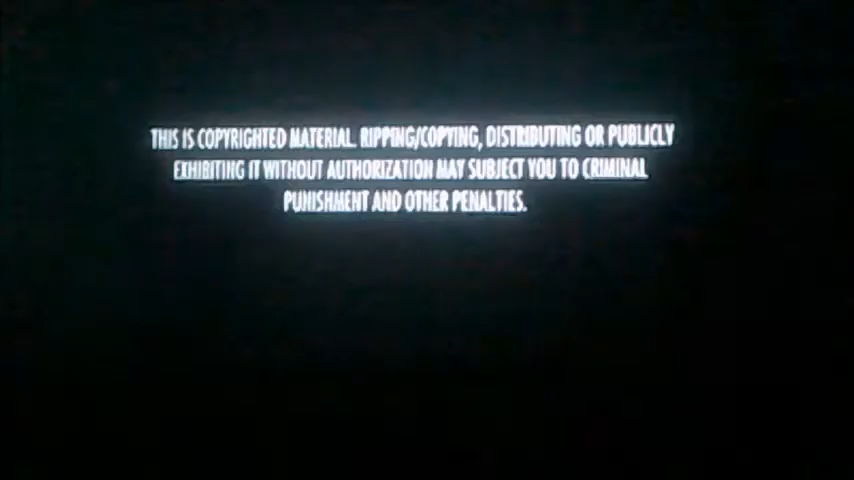 THIS IS COPYRIGHTED MATERIAL. RIPPING/COPYING, DISTRIBUTING OR PUBLICLY
EXHIBITING IT WITHOUT AUTHORIZATION MAY SUBJECT YOU TO CRIMINAL
PUNISHMENT AND OTHER PENALTIES.